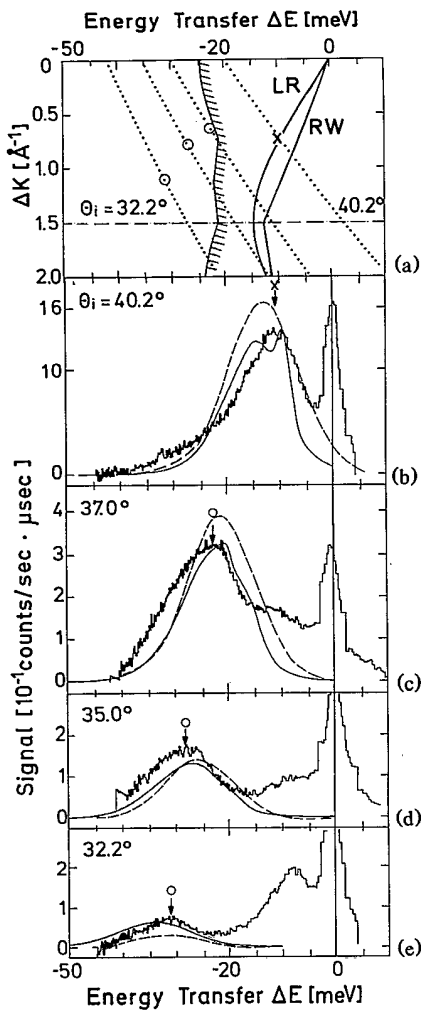 Energy Transfer ΔE [meV]
-50 -20 0
0
0.5
1.0
1.5
2.0
ΔK [Å⁻¹]
LR
RW
Θi = 32.2°
40.2°
(a)
Θi = 40.2°
16
10
0
(b)
37.0°
4
3
2
1
0
(c)
35.0°
2
1
0
(d)
32.2°
2
1
0
(e)
Signal [10⁻¹counts/sec · μsec]
-50 -20 0
Energy Transfer ΔE [meV]